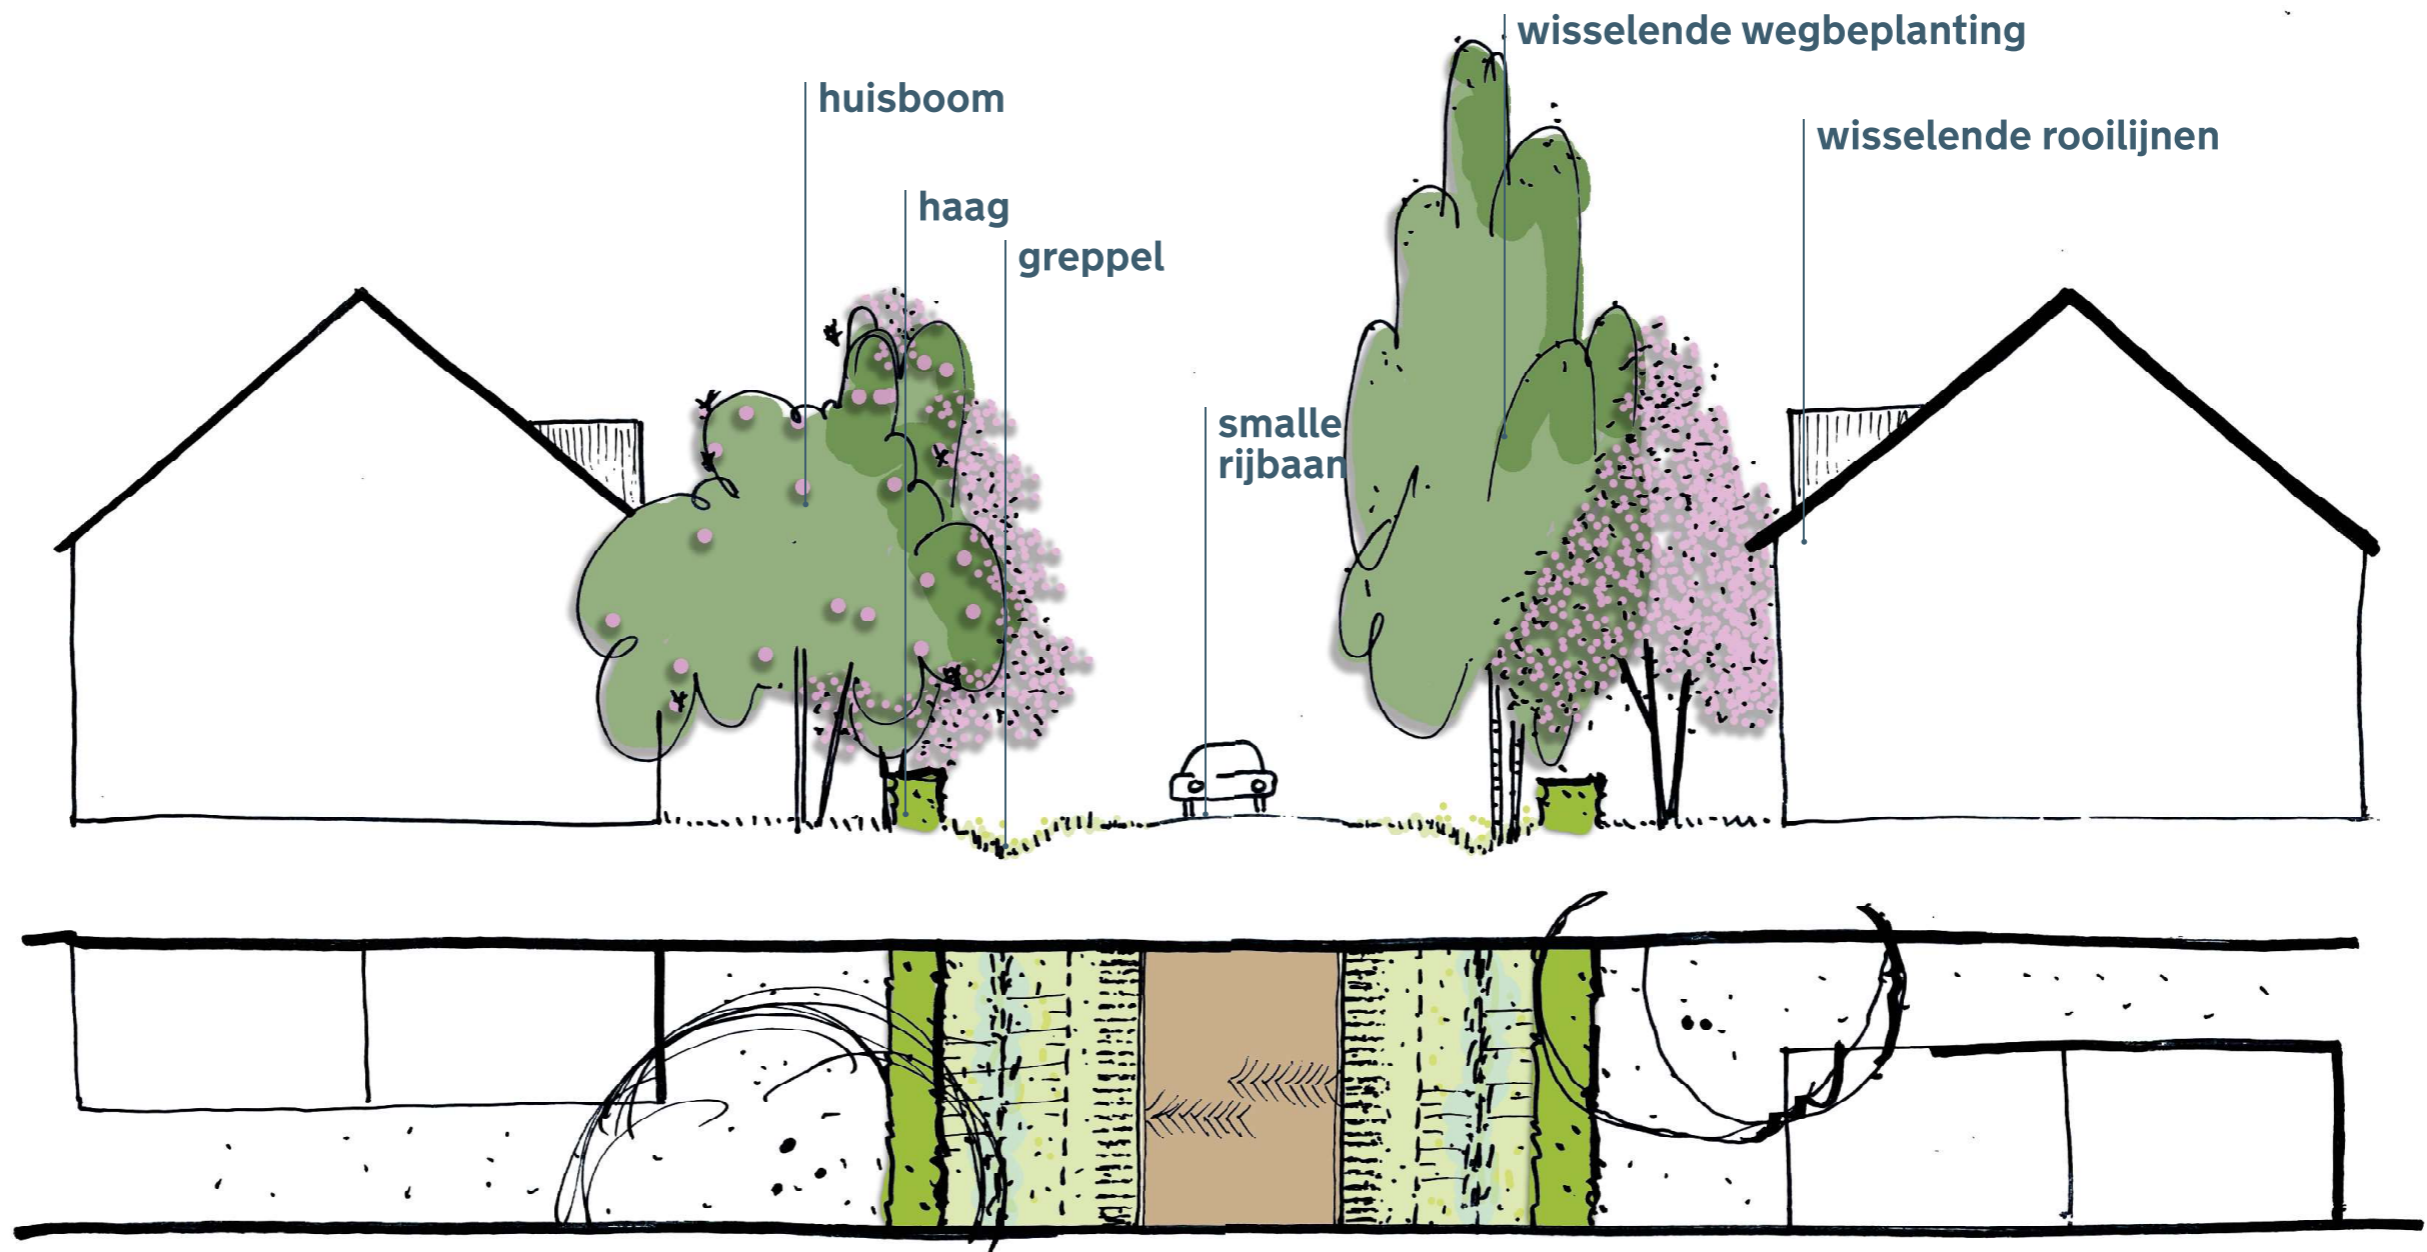 wisselende wegbeplanting
huisboom
wisselende rooilijnen
haag
greppel
smalle
rijbaan